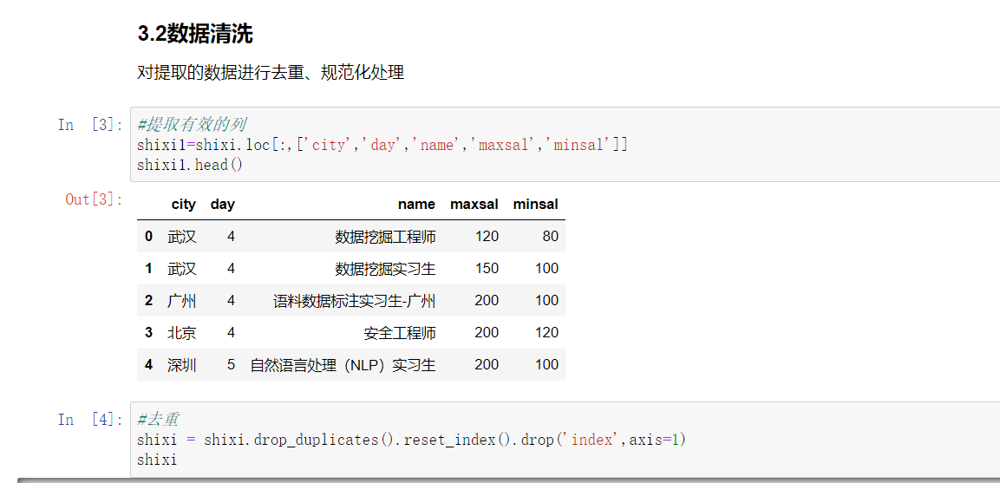 3.2数据清洗
对提取的数据进行去重、规范化处理
In [3]:
#提取有效的列
shixi1=shixi.loc[:,['city','day','name','maxsal','minsal']]
shixi1.head()
Out[3]:
city day name maxsal minsal
0 武汉 4 数据挖掘工程师 120 80
1 武汉 4 数据挖掘实习生 150 100
2 广州 4 语料数据标注实习生-广州 200 100
3 北京 4 安全工程师 200 120
4 深圳 5 自然语言处理（NLP）实习生 200 100
In [4]:
#去重
shixi = shixi.drop_duplicates().reset_index().drop('index',axis=1)
shixi